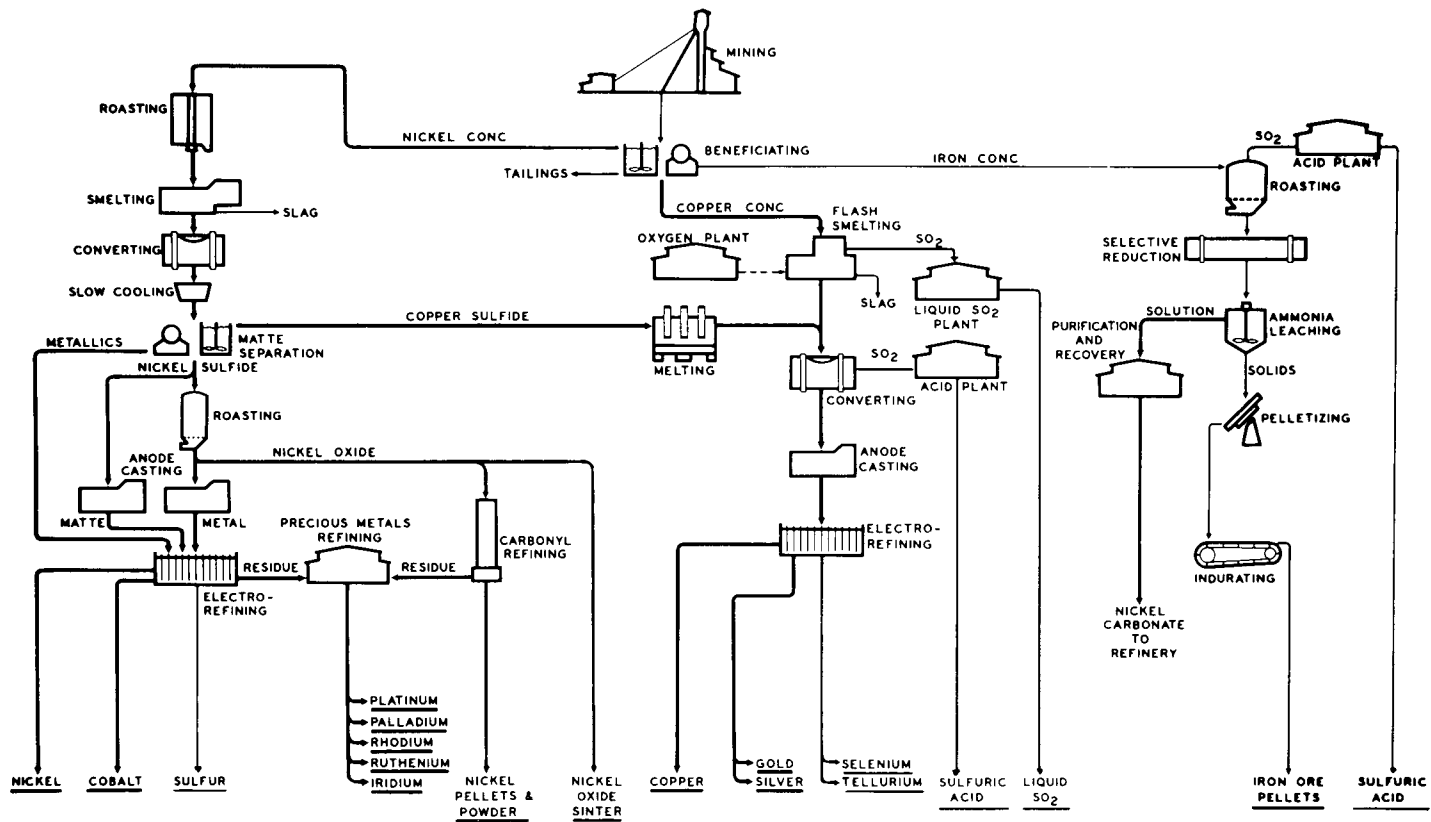 MINING
ROASTING
NICKEL CONC
BENEFICIATING
IRON CONC
SO2
ACID PLANT
ROASTING
TAILINGS
SMELTING
SLAG
COPPER CONC
FLASH
SMELTING
OXYGEN PLANT
SO2
SLAG
LIQUID SO2
PLANT
CONVERTING
SELECTIVE
REDUCTION
SLOW COOLING
COPPER SULFIDE
MATTE
SEPARATION
METALLICS
NICKEL SULFIDE
MELTING
SO2
ACID PLANT
CONVERTING
SOLUTION
AMMONIA
LEACHING
PURIFICATION
AND
RECOVERY
SOLIDS
PELLETIZING
ROASTING
NICKEL OXIDE
ANODE
CASTING
MATTE
METAL
ANODE
CASTING
PRECIOUS METALS
REFINING
CARBONYL
REFINING
ELECTRO-
REFINING
RESIDUE
RESIDUE
ELECTRO-
REFINING
INDURATING
NICKEL
CARBONATE
TO
REFINERY
PLATINUM
PALLADIUM
RHODIUM
RUTHENIUM
IRIDIUM
NICKEL
COBALT
SULFUR
NICKEL
PELLETS &
POWDER
NICKEL
OXIDE
SINTER
COPPER
GOLD
SILVER
SELENIUM
TELLURIUM
SULFURIC
ACID
LIQUID
SO2
IRON ORE
PELLETS
SULFURIC
ACID